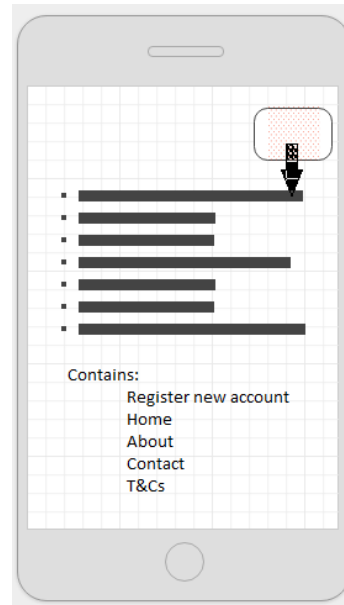 Contains:
Register new account
Home
About
Contact
T&Cs